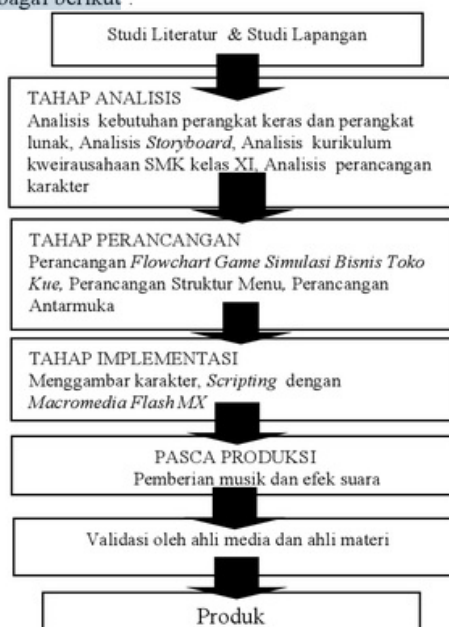 bagai berikut :
Studi Literatur & Studi Lapangan
TAHAP ANALISIS
Analisis kebutuhan perangkat keras dan perangkat
lunak, Analisis Storyboard, Analisis kurikulum
kweirausahaan SMK kelas XI, Analisis perancangan
karakter
TAHAP PERANCANGAN
Perancangan Flowchart Game Simulasi Bisnis Toko
Kue, Perancangan Struktur Menu, Perancangan
Antarmuka
TAHAP IMPLEMENTASI
Menggambar karakter, Scripting dengan
Macromedia Flash MX
PASCA PRODUKSI
Pemberian musik dan efek suara
Validasi oleh ahli media dan ahli materi
Produk